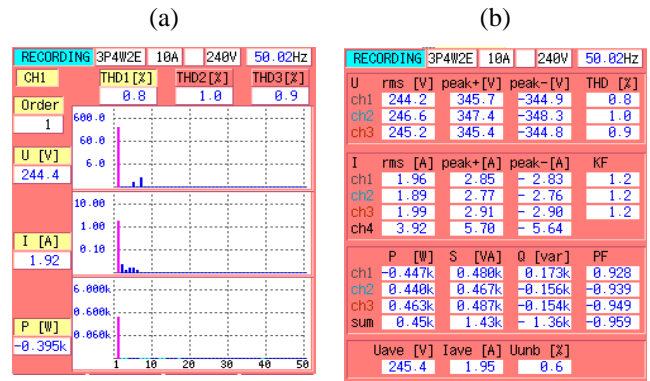 (a)
RECORDING 3P4W2E 10A 240V 50.02Hz
CH1 THD1[%] THD2[%] THD3[%]
0.8 1.0 0.9
Order
1
U [V]
244.4
I [A]
1.92
P [W]
-0.395k
600.0
60.0
6.0
10.00
1.00
0.10
6.000k
0.600k
0.060k
1 10 20 30 40 50
(b)
RECORDING 3P4W2E 10A 240V 50.02Hz
U rms [V] peak+[V] peak-[V] THD [%]
ch1 244.2 345.7 -344.9 0.8
ch2 246.6 347.4 -348.3 1.0
ch3 245.2 345.4 -344.8 0.9
I rms [A] peak+[A] peak-[A] KF
ch1 1.96 2.85 - 2.83 1.2
ch2 1.89 2.77 - 2.76 1.2
ch3 1.99 2.91 - 2.90 1.2
ch4 3.92 5.70 - 5.64
P [W] S [VA] Q [var] PF
ch1 -0.447k 0.480k 0.173k 0.928
ch2 0.440k 0.467k -0.156k -0.939
ch3 0.463k 0.487k -0.154k -0.949
sum 0.45k 1.43k - 1.36k -0.959
Uave [V] Iave [A] Uunb [%]
245.4 1.95 0.6